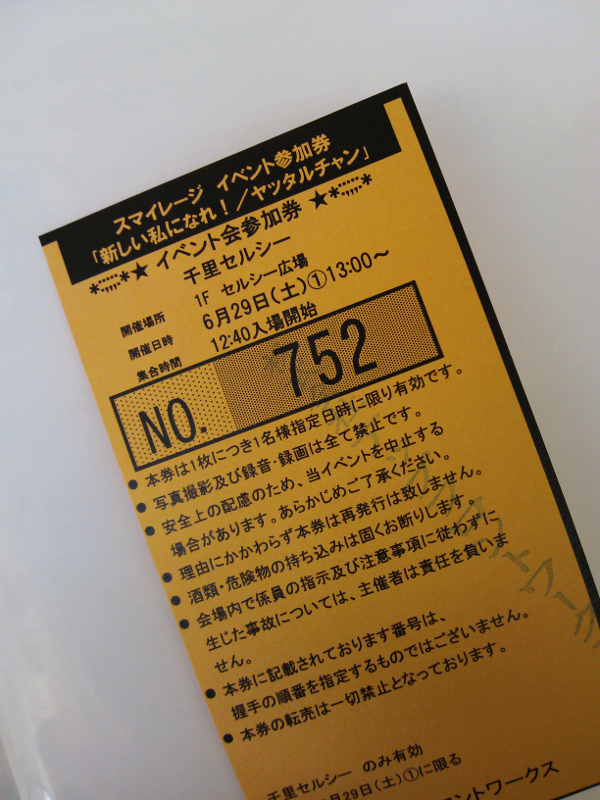 スマイレージ イベント参加券
「新しい私になれ！／ヤッタルチャン」
イベント会参加券
千里セルシー
開催場所 1F セルシー広場
開催日時 6月29日(土)①13:00～
集合時間 12:40入場開始
NO. 752
●本券は1枚につき1名様指定日時に限り有効です。
●写真撮影及び録音・録画は全て禁止です。
●安全上の配慮のため、当イベントを中止する
場合があります。あらかじめご了承ください。
●理由にかかわらず本券は再発行は致しません。
●酒類・危険物の持ち込みは固くお断りします。
●会場内で係員の指示及び注意事項に従わずに
生じた事故については、主催者は責任を負いま
せん。
●本券に記載されております番号は、
握手の順番を指定するものではございません。
●本券の転売は一切禁止となっております。
千里セルシー のみ有効
月29日(土)①に限る
ントワークス